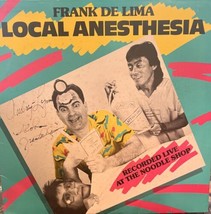 FRANK DE LIMA
LOCAL ANESTHESIA
RECORDED LIVE
AT THE NOODLE SHOP